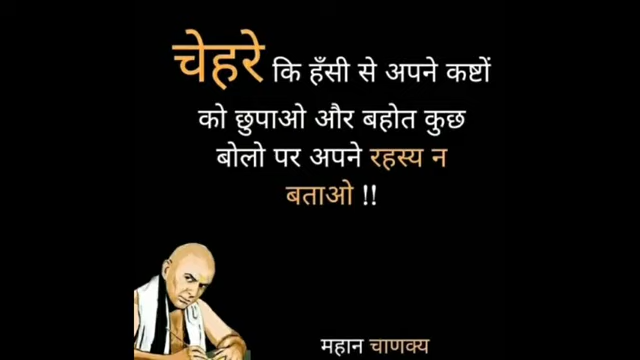 चेहरे कि हँसी से अपने कष्टों
को छुपाओ और बहोत कुछ
बोलो पर अपने रहस्य न
बताओ !!
महान चाणक्य